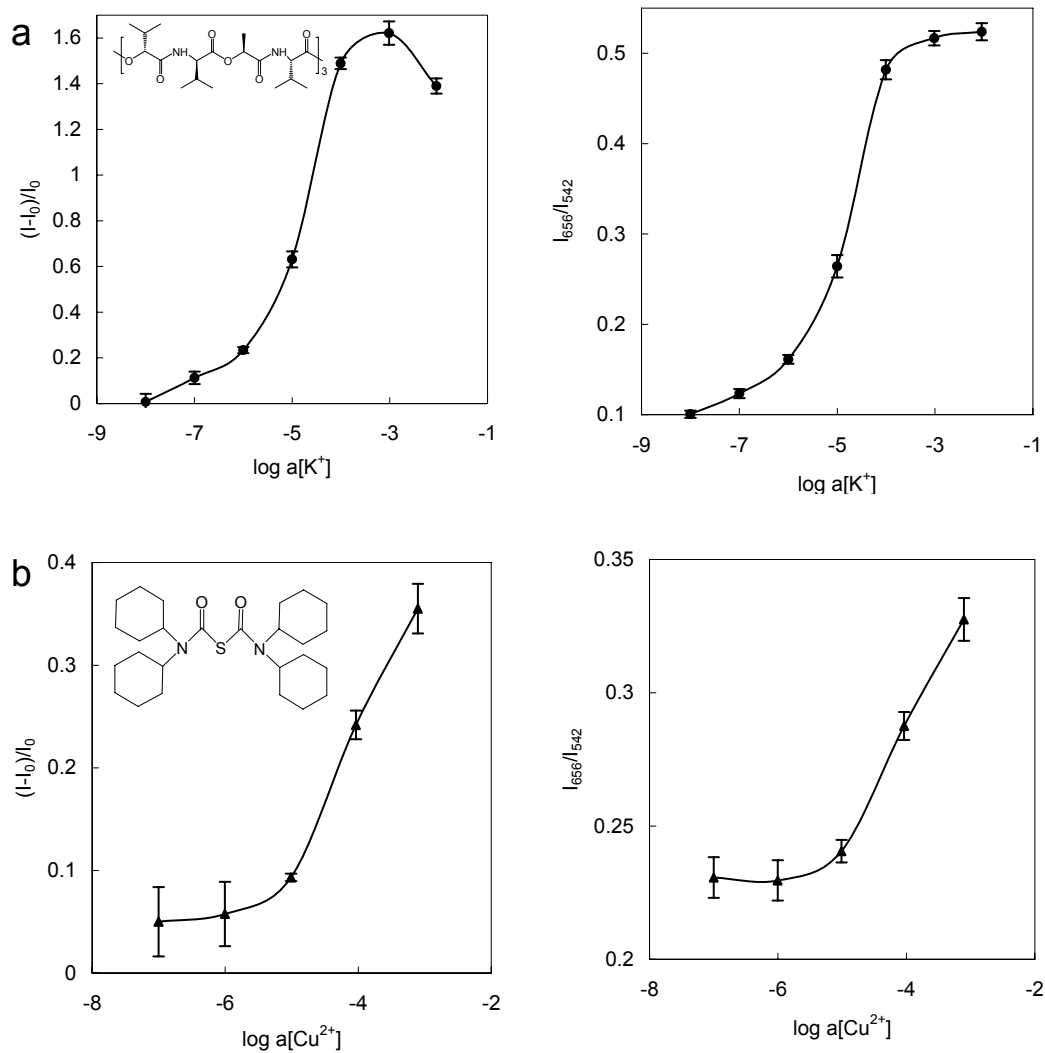 a
1.6
1.4
1.2
1
0.8
0.6
0.4
0.2
0
(I-I₀)/I₀
-9 -7 -5 -3 -1
log a[K⁺]
O O NH O O O O NH O 3
0.5
0.4
0.3
0.2
0.1
I₆₅₆/I₅₄₂
-9 -7 -5 -3 -1
log a[K⁺]
b
0.4
0.3
0.2
0.1
0
(I-I₀)/I₀
-8 -6 -4 -2
log a[Cu²⁺]
O O
N S N
0.35
0.3
0.25
0.2
I₆₅₆/I₅₄₂
-8 -6 -4 -2
log a[Cu²⁺]